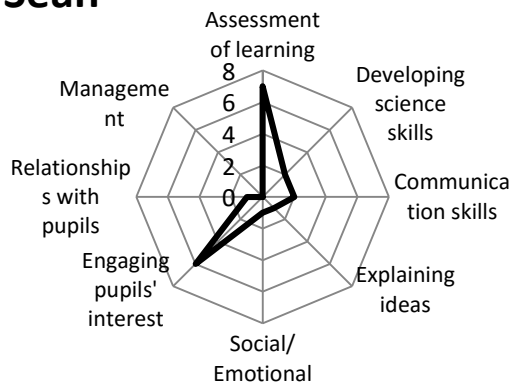 Assessment
of learning
8
6
4
2
0
Developing
science
skills
Communica
tion skills
Explaining
ideas
Social/
Emotional
Engaging
pupils'
interest
Relationship
s with
pupils
Manageme
nt